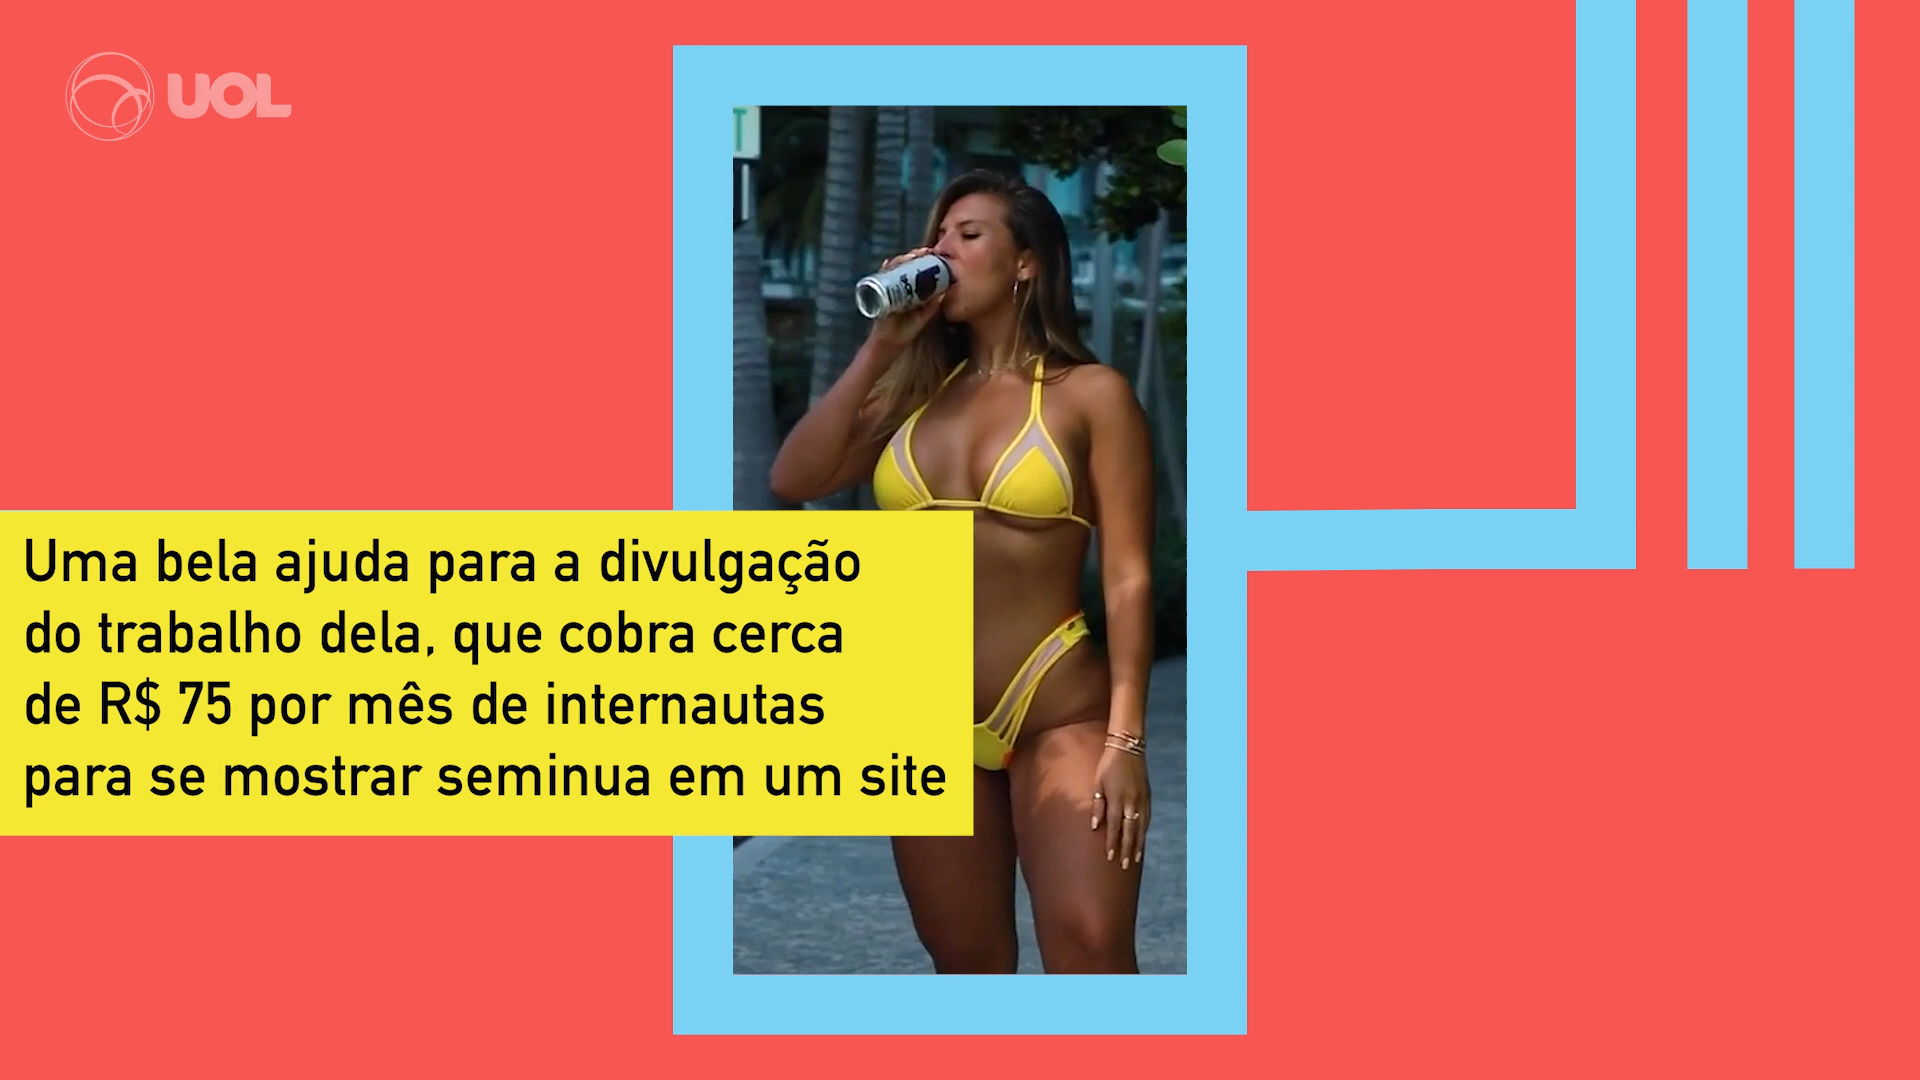 UOL
T
Uma bela ajuda para a divulgação
do trabalho dela, que cobra cerca
de R$ 75 por mês de internautas
para se mostrar seminua em um site